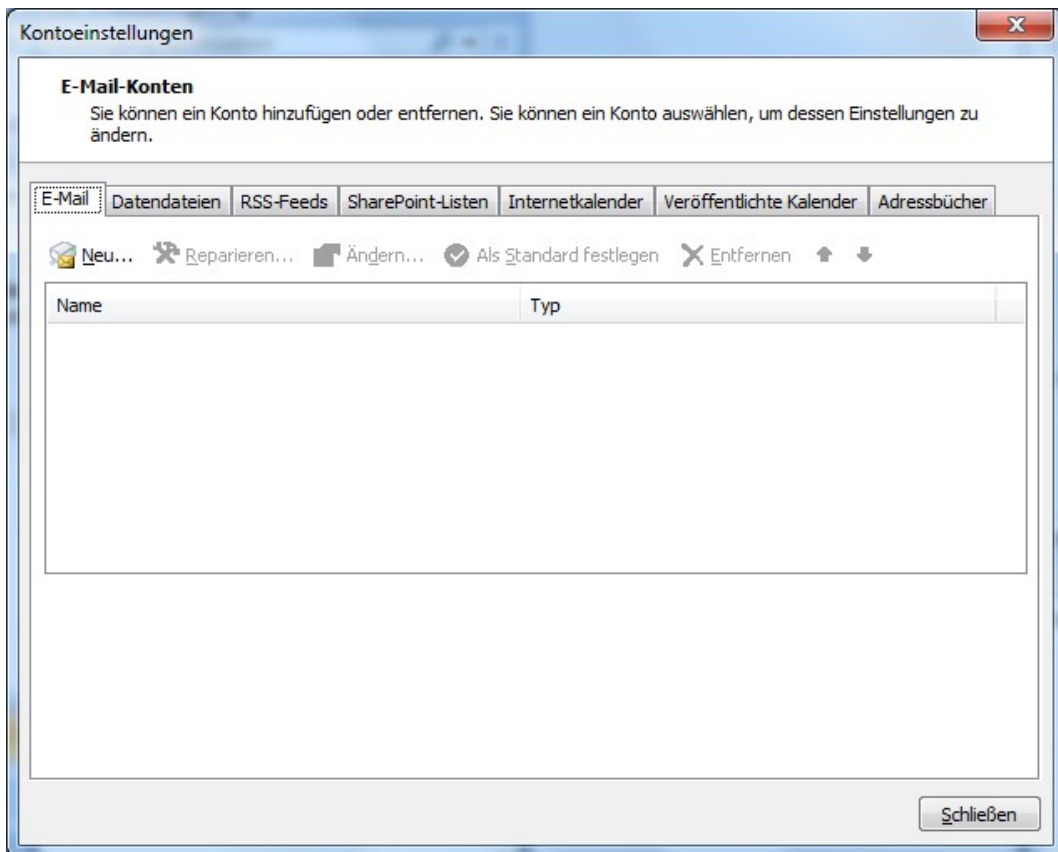 Kontoeinstellungen
E-Mail-Konten
Sie können ein Konto hinzufügen oder entfernen. Sie können ein Konto auswählen, um dessen Einstellungen zu
ändern.
E-Mail Datendateien RSS-Feeds SharePoint-Listen Internetkalender Veröffentlichte Kalender Adressbücher
Neu... Reparieren... Ändern... Als Standard festlegen Entfernen
Name Typ
Schließen